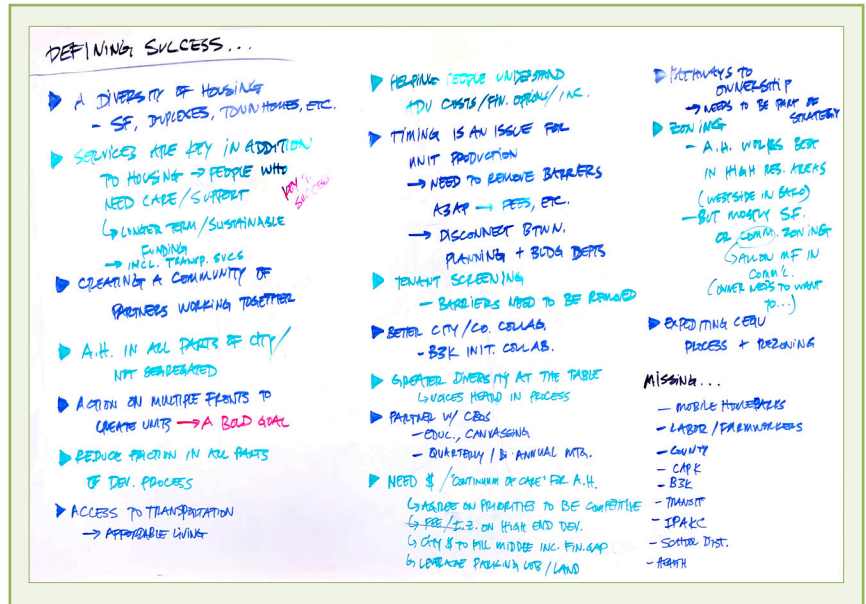 DEFINING SUCCESS...
▶ A DIVERSITY OF HOUSING
- SF, DUPLEXES, TOWNHOMES, ETC.
▶ SERVICES ARE KEY IN ADDITION
TO HOUSING → PEOPLE WHO
NEED CARE/SUPPORT
KEY TO SUCCESS
↳ LONGER TERM/SUSTAINABLE
FUNDING
→ INCL. TRANSP. SVCS
▶ CREATING A COMMUNITY OF
PARTNERS WORKING TOGETHER
▶ A.H. IN ALL PARTS OF CITY/
NOT SEGREGATED
▶ ACTION ON MULTIPLE FRONTS TO
CREATE UNITS → A BOLD GOAL
▶ REDUCE FRICTION IN ALL PARTS
OF DEV. PROCESS
▶ ACCESS TO TRANSPORTATION
→ AFFORDABLE LIVING
▶ HELPING PEOPLE UNDERSTAND
ADU COSTS/FIN. OPTIONS/INC.
▶ TIMING IS AN ISSUE FOR
UNIT PRODUCTION
→ NEED TO REMOVE BARRIERS
ASAP → FEES, ETC.
→ DISCONNECT BTWN.
PLANNING + BLDG DEPTS
▶ TENANT SCREENING
- BARRIERS NEED TO BE REMOVED
▶ BETTER CITY/CO. COLLAB.
- B3K INIT. COLLAB.
▶ GREATER DIVERSITY AT THE TABLE
↳ VOICES HEARD IN PROCESS
▶ PARTNER W/ CBOS
- EDUC., CANVASSING
- QUARTERLY/BI-ANNUAL MTG.
▶ NEED $/"CONTINUUM OF CARE" FOR A.H.
↳ AGREE ON PRIORITIES TO BE COMPETITIVE
↳ FEE/I.Z. ON HIGH END DEV.
↳ CITY $ TO FILL MIDDLE INC. FIN. GAP
↳ LEVERAGE PARKING LOTS/LAND
▶ PATHWAYS TO
OWNERSHIP
→ NEEDS TO BE PART OF
STRATEGY
▶ ZONING
- A.H. WORKS BEST
IN HIGH RES. AREAS
(WESTSIDE IN BAKO)
- BUT MOSTLY S.F.
OR COMM. ZONING
↳ ALLOW MF IN
COMM'L.
(OWNER NEEDS TO WANT
TO...)
▶ EXPEDITING CEQA
PROCESS + REZONING
MISSING...
- MOBILE HOME PARKS
- LABOR/FARMWORKERS
- COUNTY
- CAPK
- B3K
- TRANSIT
- IPAKC
- SCHOOL DIST.
- HEALTH